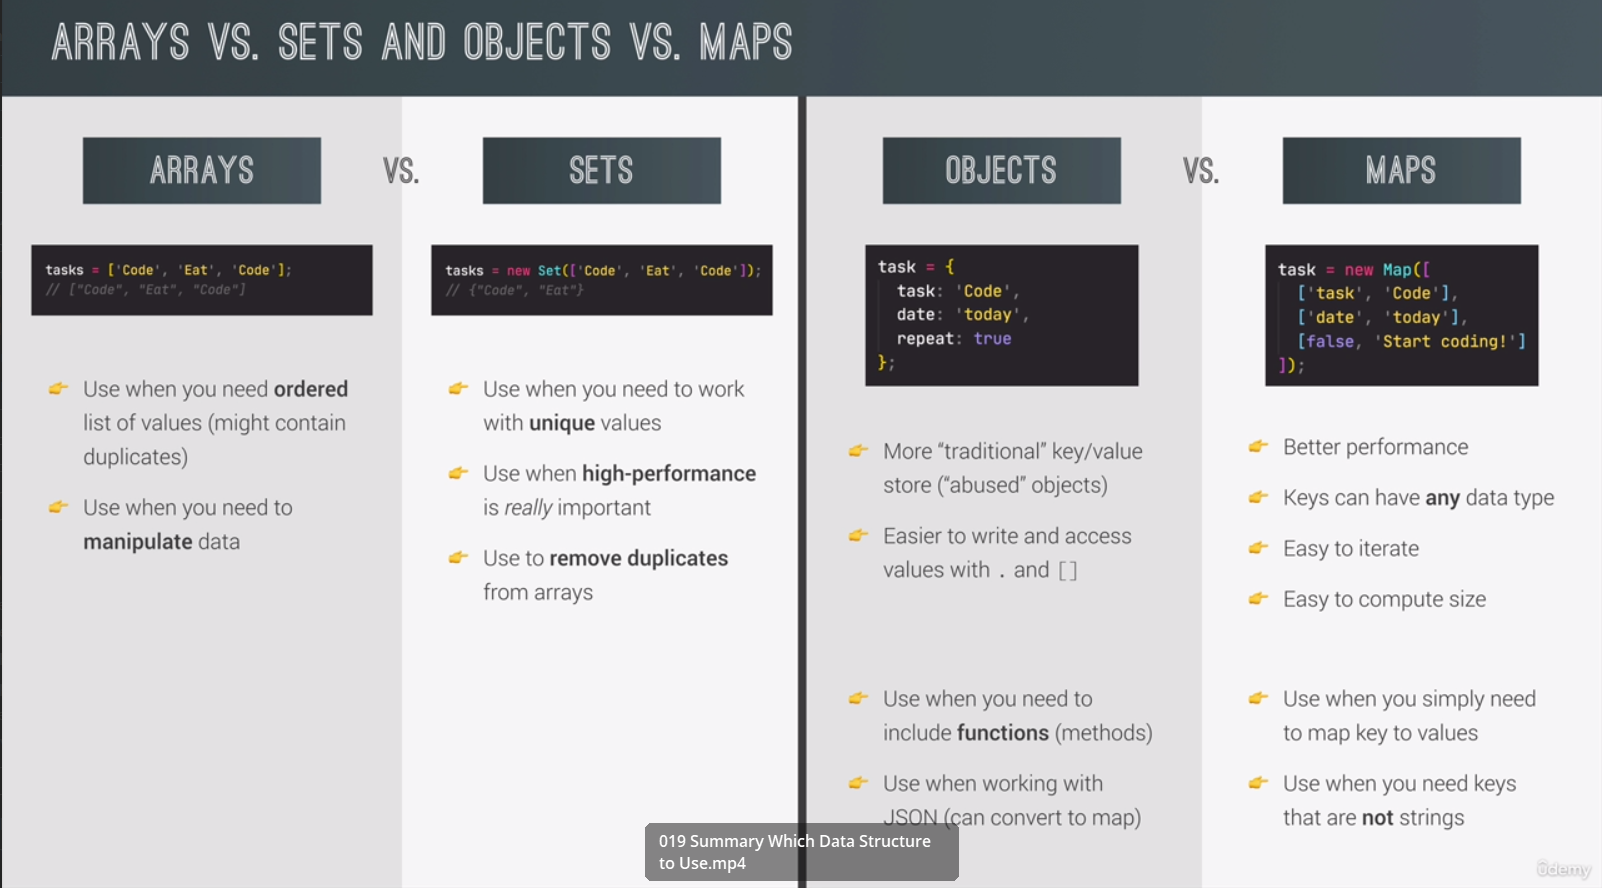 ARRAYS VS. SETS AND OBJECTS VS. MAPS
ARRAYS
VS.
SETS
OBJECTS
VS.
MAPS
tasks = ['Code', 'Eat', 'Code'];
// ["Code", "Eat", "Code"]
👉 Use when you need ordered
list of values (might contain
duplicates)
👉 Use when you need to
manipulate data
tasks = new Set(['Code', 'Eat', 'Code']);
// {"Code", "Eat"}
👉 Use when you need to work
with unique values
👉 Use when high-performance
is really important
👉 Use to remove duplicates
from arrays
task = {
task: 'Code',
date: 'today',
repeat: true
};
👉 More “traditional” key/value
store (“abused” objects)
👉 Easier to write and access
values with . and []
👉 Use when you need to
include functions (methods)
👉 Use when working with
JSON (can convert to map)
task = new Map([
['task', 'Code'],
['date', 'today'],
[false, 'Start coding!']
]);
👉 Better performance
👉 Keys can have any data type
👉 Easy to iterate
👉 Easy to compute size
👉 Use when you simply need
to map key to values
👉 Use when you need keys
that are not strings
019 Summary Which Data Structure
to Use.mp4
ûdemy